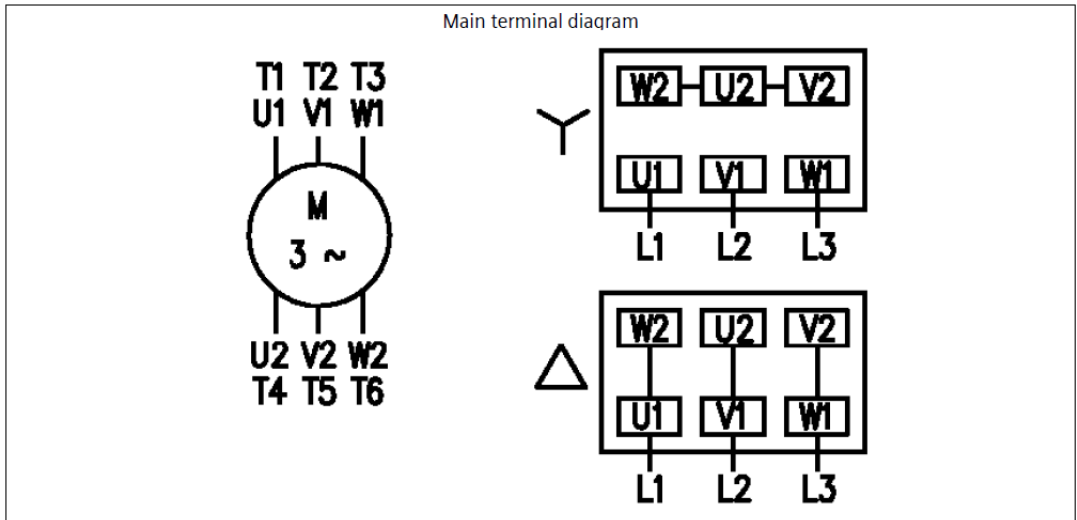 Main terminal diagram
T1 T2 T3
U1 V1 W1
M
3 ~
U2 V2 W2
T4 T5 T6
W2 U2 V2
U1 V1 W1
L1 L2 L3
W2 U2 V2
U1 V1 W1
L1 L2 L3